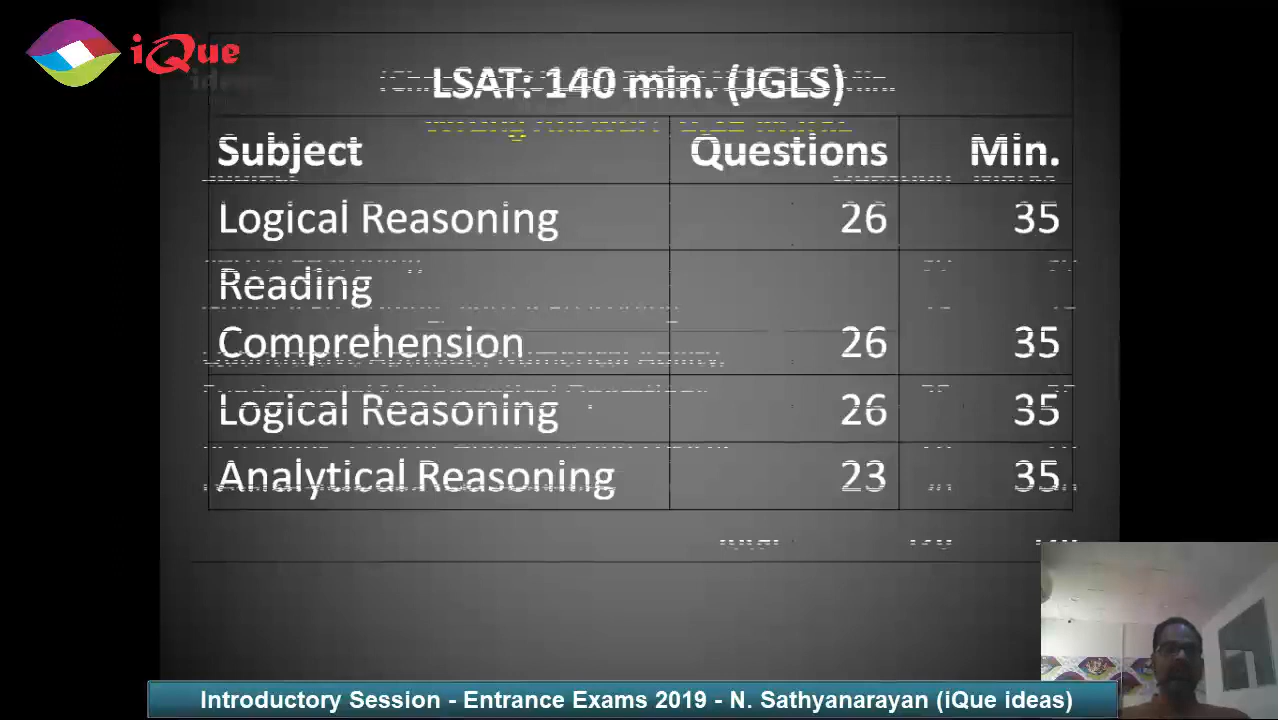 iQue
ideas
LSAT: 140 min. (JGLS)
Subject Questions Min.
Logical Reasoning 26 35
Reading
Comprehension 26 35
Logical Reasoning 26 35
Analytical Reasoning 23 35
Introductory Session - Entrance Exams 2019 - N. Sathyanarayan (iQue ideas)